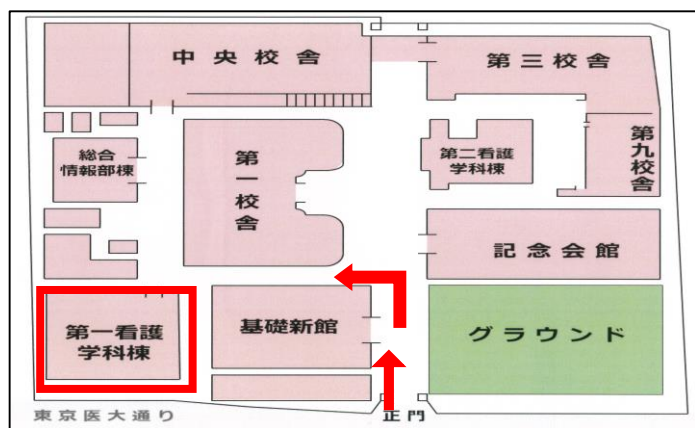 中央校舎
第三校舎
総合
情報部棟
第一校舎
第二看護
学科棟
第九校舎
記念会館
第一看護
学科棟
基礎新館
グラウンド
東京医大通り
正門